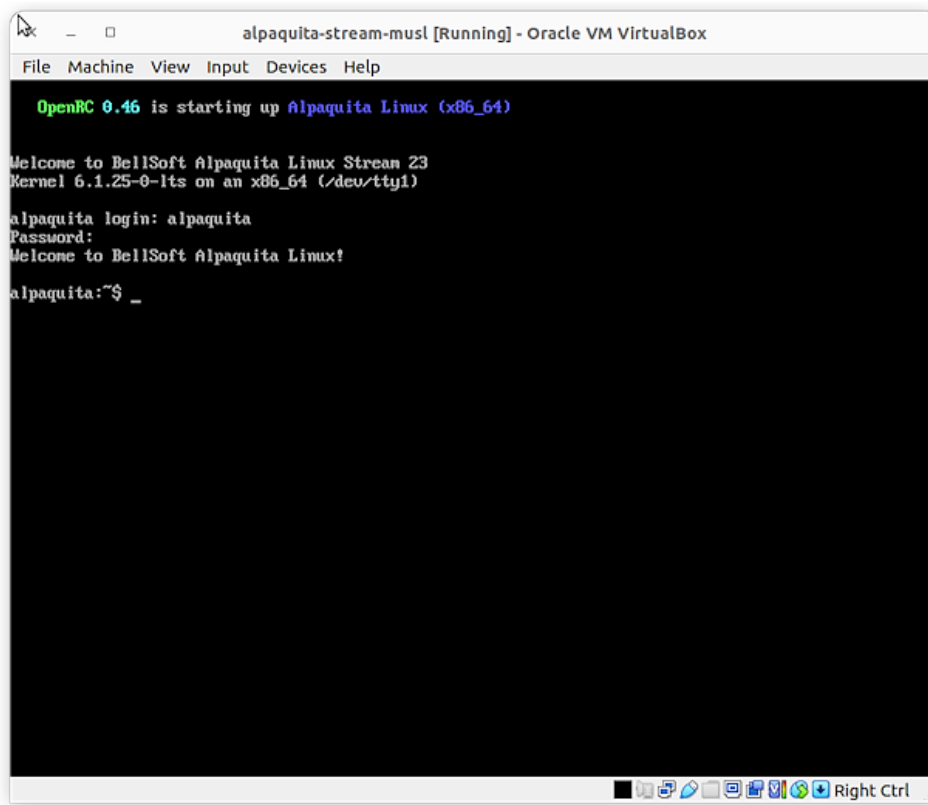 alpaquita-stream-musl [Running] - Oracle VM VirtualBox
File Machine View Input Devices Help
OpenRC 0.46 is starting up Alpaquita Linux (x86_64)
Welcome to BellSoft Alpaquita Linux Stream 23
Kernel 6.1.25-0-lts on an x86_64 (/dev/tty1)
alpaquita login: alpaquita
Password:
Welcome to BellSoft Alpaquita Linux!
alpaquita:~$ _
Right Ctrl